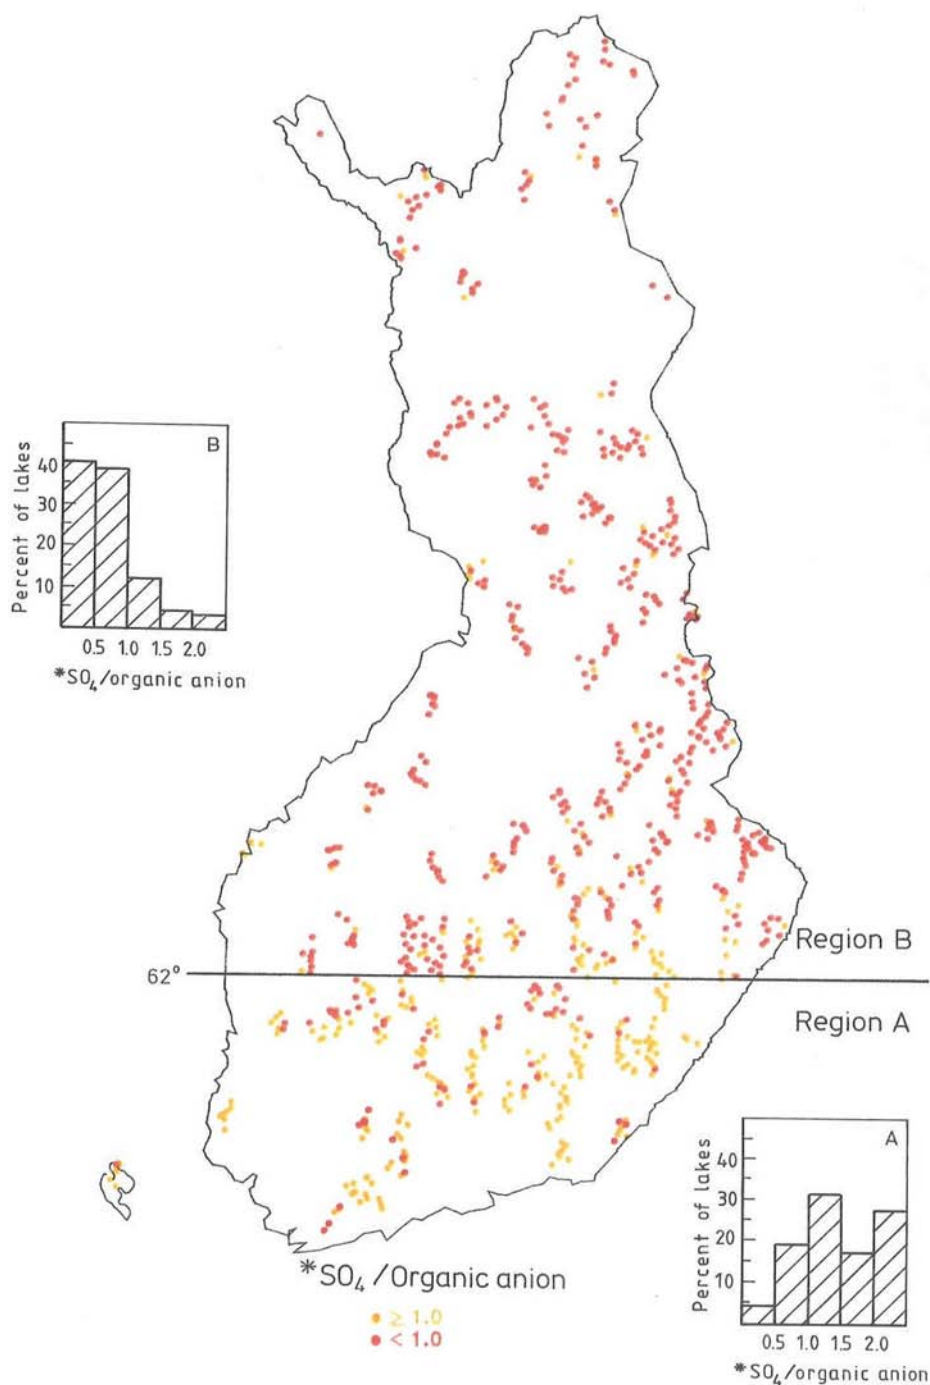 B
Percent of lakes
40
30
20
10
0.5 1.0 1.5 2.0
*SO₄/organic anion
Region B
62°
Region A
A
Percent of lakes
40
30
20
10
0.5 1.0 1.5 2.0
*SO₄/organic anion
*SO₄/Organic anion
≥ 1.0
< 1.0